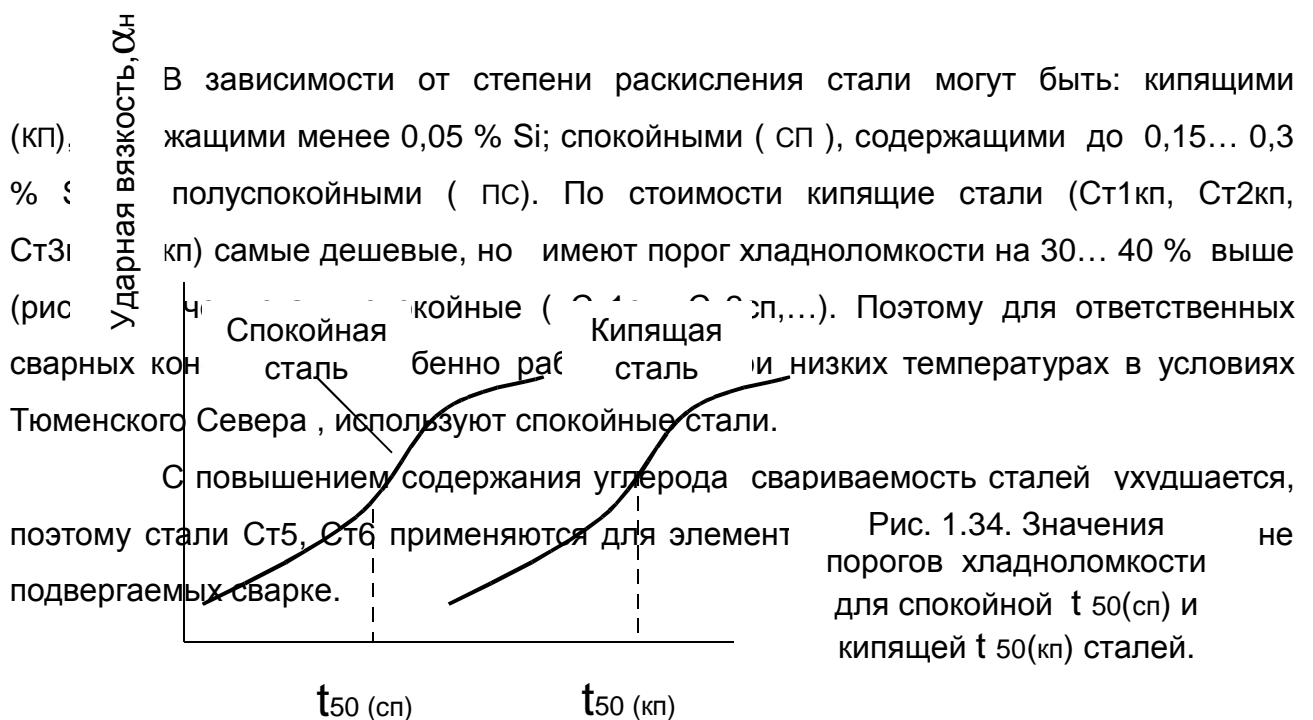 В зависимости от степени раскисления стали могут быть: кипящими
(КП), жащими менее 0,05 % Si; спокойными ( СП ), содержащими до 0,15... 0,3
% полуспокойными ( ПС). По стоимости кипящие стали (Ст1кп, Ст2кп,
кп) самые дешевые, но имеют порог хладноломкости на 30... 40 % выше
(рис койные ( сп,...). Поэтому для ответственных
сварных кон бенно раб низких температурах в условиях
Тюменского Севера , используют спокойные стали.
С повышением содержания углерода свариваемость сталей ухудшается,
поэтому стали Ст5, Ст6 применяются для элемент не
подвергаемых сварке.
Ударная вязкость,αн
Спокойная
сталь
Кипящая
сталь
t50 (сп)
t50 (кп)
Рис. 1.34. Значения
порогов хладноломкости
для спокойной t 50(сп) и
кипящей t 50(кп) сталей.